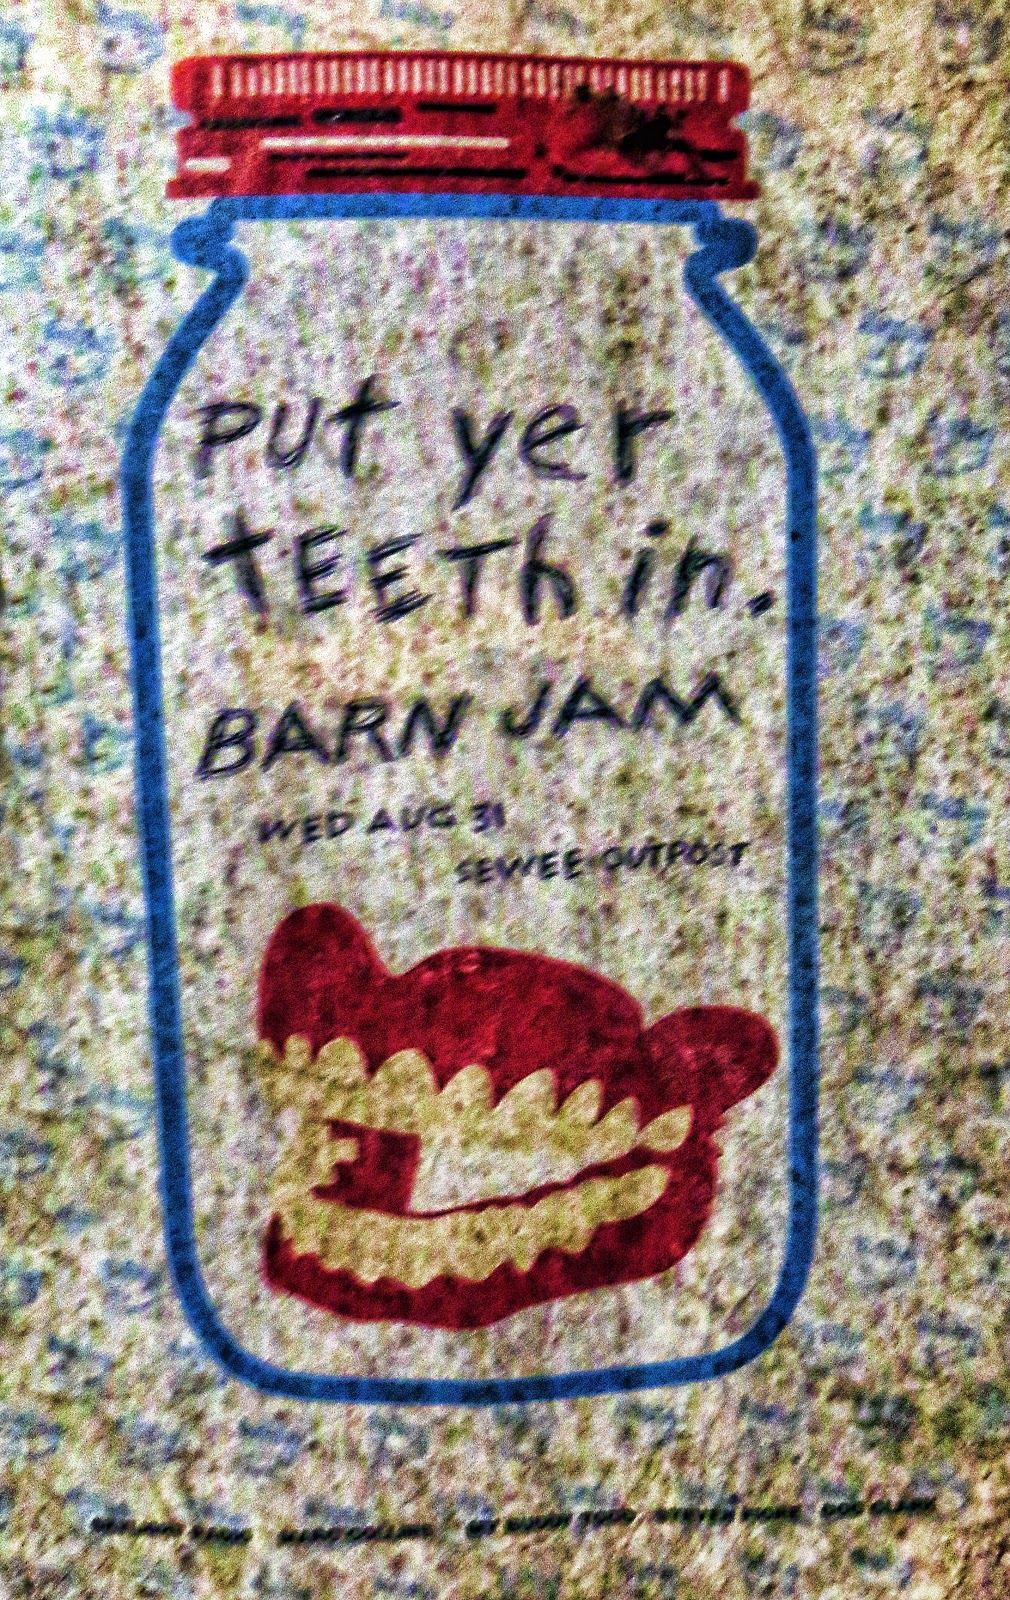 Put yer
TEETh in.
BARN JAM
WED AUG 31
SEWEE OUTPOST